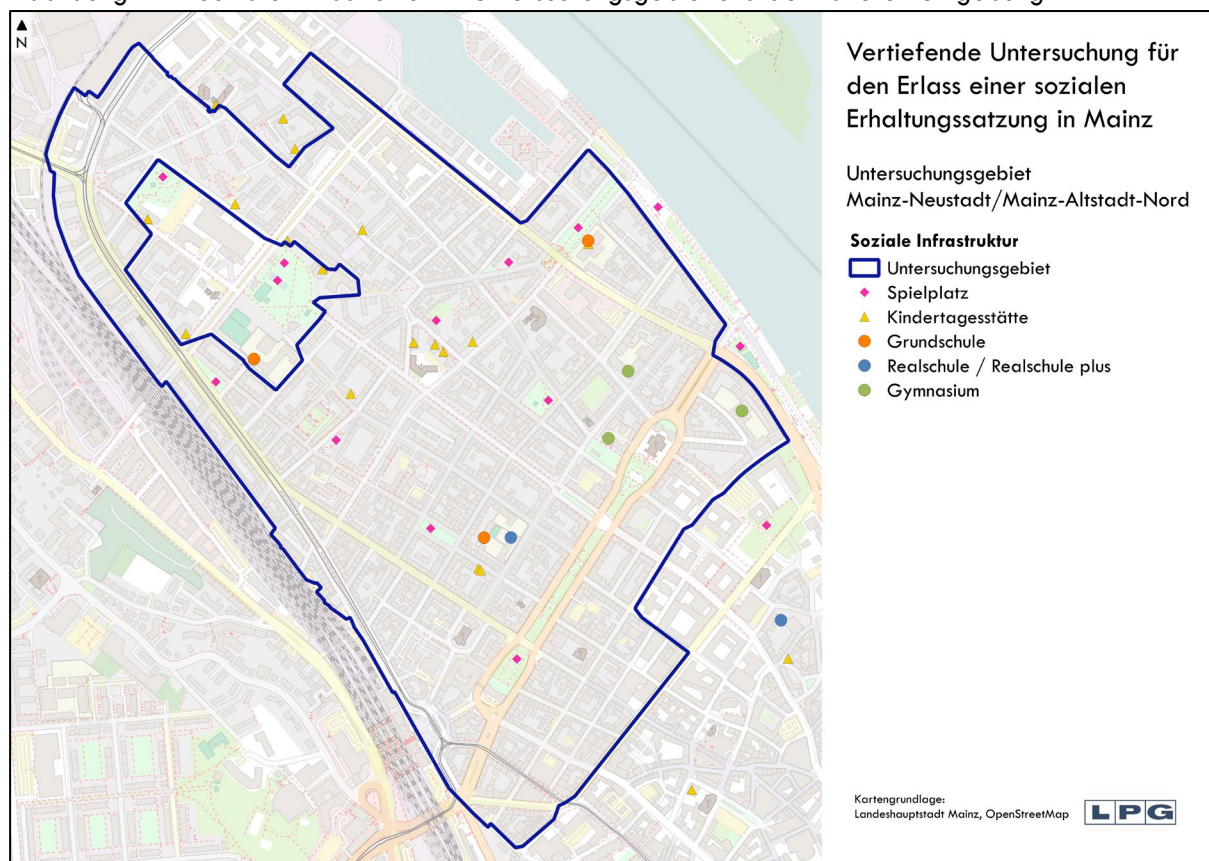 N
Vertiefende Untersuchung für
den Erlass einer sozialen
Erhaltungssatzung in Mainz
Untersuchungsgebiet
Mainz-Neustadt/Mainz-Altstadt-Nord
Soziale Infrastruktur
Untersuchungsgebiet
Spielplatz
Kindertagesstätte
Grundschule
Realschule / Realschule plus
Gymnasium
Kartengrundlage:
Landeshauptstadt Mainz, OpenStreetMap
LPG